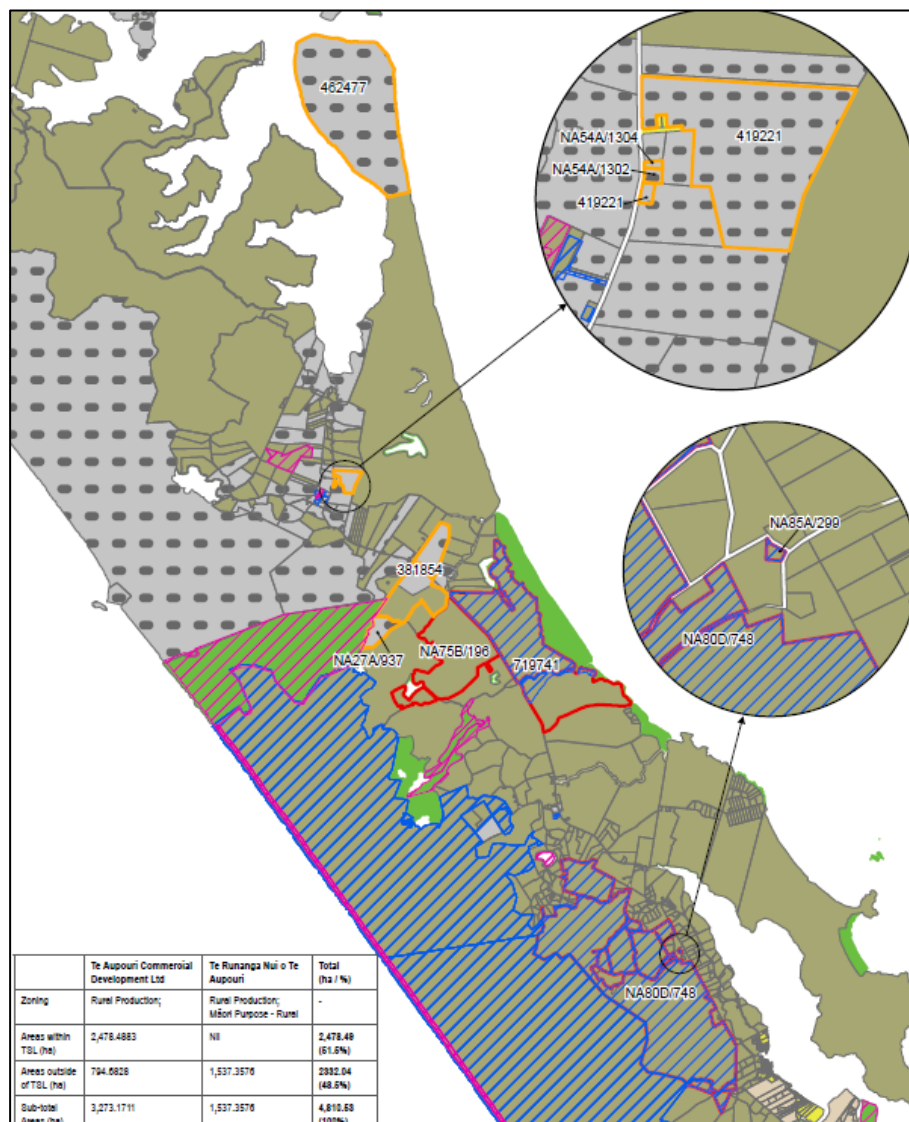 462477
419221
NA54A/1304
NA54A/1302
419221
NA85A/299
NA80D/748
381854
NA27A/937
NA75B/196
719741
NA80D/748
Te Aupouri Commercial Development Ltd
Te Runanga Nui o Te Aupouri
Total (ha / %)
Zoning
Rural Production;
Rural Production; Māori Purpose - Rural
-
Areas within TSL (ha)
2,478.4883
Nil
2,478.49 (51.5%)
Areas outside of TSL (ha)
794.6828
1,537.3576
2332.04 (48.5%)
Sub-total Areas (ha)
3,273.1711
1,537.3576
4,810.53 (100%)